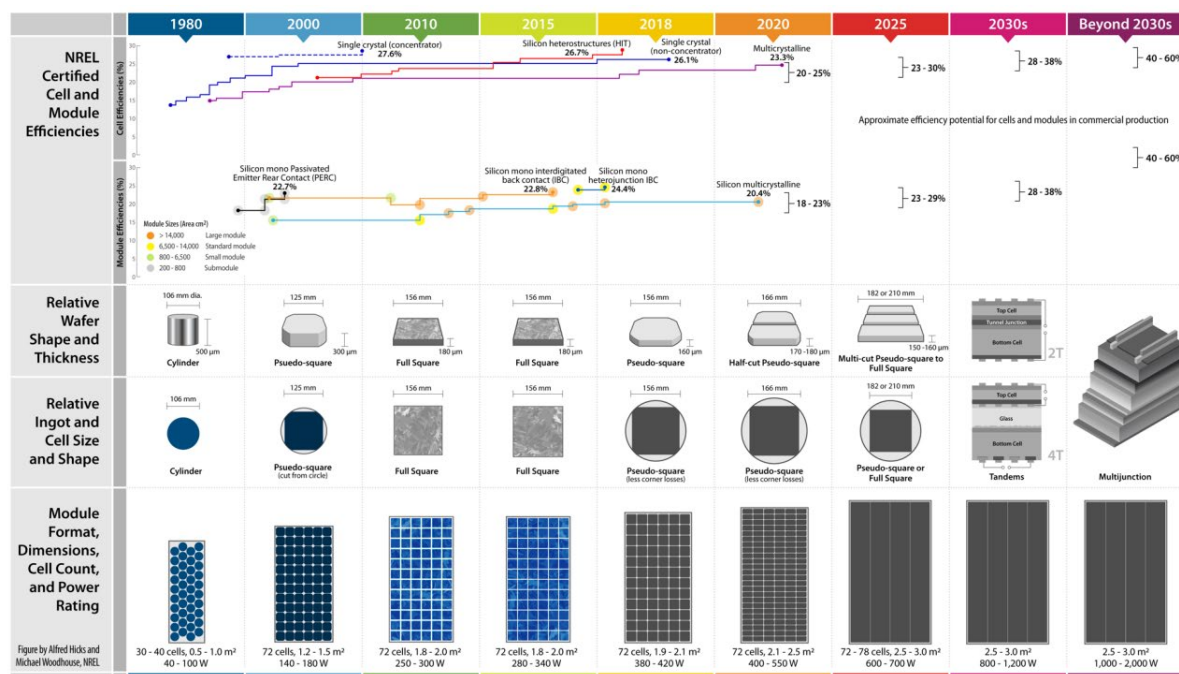 1980
2000
2010
2015
2018
2020
2025
2030s
Beyond 2030s
NREL
Certified
Cell and
Module
Efficiencies
Cell Efficiencies (%)
30
25
20
15
10
5
0
Single crystal (concentrator)
27.6%
Silicon heterostructures (HIT)
26.7%
Single crystal
(non-concentrator)
26.1%
Multicrystalline
23.3%
20 - 25%
23 - 30%
28 - 38%
40 - 60%
Approximate efficiency potential for cells and modules in commercial production
Module Efficiencies (%)
30
25
20
15
10
5
0
Silicon mono Passivated
Emitter Rear Contact (PERC)
22.7%
Silicon mono interdigitated
back contact (IBC)
22.8%
Silicon mono
heterojunction IBC
24.4%
Silicon multicrystalline
20.4%
18 - 23%
23 - 29%
28 - 38%
40 - 60%
Module Sizes (Area cm²)
> 14,000 Large module
6,500 - 14,000 Standard module
800 - 6,500 Small module
200 - 800 Submodule
Relative
Wafer
Shape and
Thickness
106 mm dia.
500 µm
Cylinder
125 mm
300 µm
Psuedo-square
156 mm
180 µm
Full Square
156 mm
180 µm
Full Square
156 mm
160 µm
Pseudo-square
166 mm
170 -180 µm
Half-cut Pseudo-square
182 or 210 mm
150 -160 µm
Multi-cut Pseudo-square to
Full Square
Top Cell
Tunnel Junction
Bottom Cell
2T
Relative
Ingot and
Cell Size
and Shape
106 mm
Cylinder
125 mm
Psuedo-square
(cut from circle)
156 mm
Full Square
156 mm
Full Square
156 mm
Pseudo-square
(less corner losses)
166 mm
Pseudo-square
(less corner losses)
182 or 210 mm
Pseudo-square or
Full Square
Top Cell
Glass
Bottom Cell
4T
Tandems
Multijunction
Module
Format,
Dimensions,
Cell Count,
and Power
Rating
Figure by Alfred Hicks and
Michael Woodhouse, NREL
30 - 40 cells, 0.5 - 1.0 m²
40 - 100 W
72 cells, 1.2 - 1.5 m²
140 - 180 W
72 cells, 1.8 - 2.0 m²
250 - 300 W
72 cells, 1.8 - 2.0 m²
280 - 340 W
72 cells, 1.9 - 2.1 m²
380 - 420 W
72 cells, 2.1 - 2.5 m²
400 - 550 W
72 - 78 cells, 2.5 - 3.0 m²
600 - 700 W
2.5 - 3.0 m²
800 - 1,200 W
2.5 - 3.0 m²
1,000 - 2,000 W